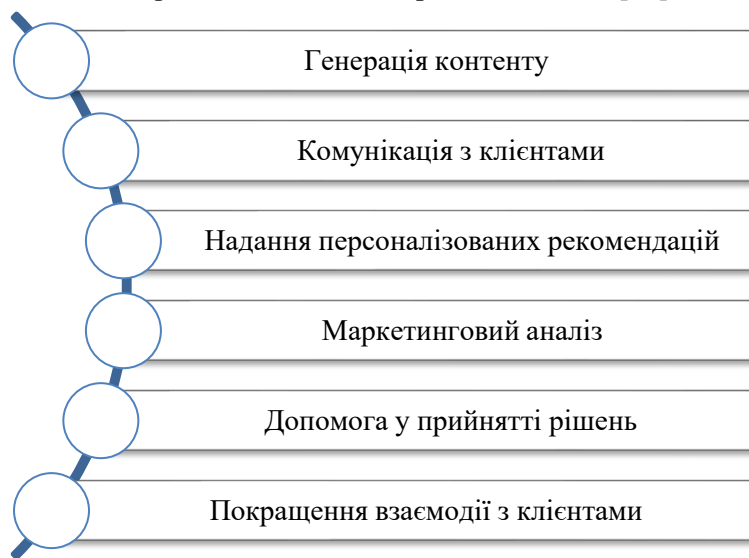 Генерація контенту
Комунікація з клієнтами
Надання персоналізованих рекомендацій
Маркетинговий аналіз
Допомога у прийнятті рішень
Покращення взаємодії з клієнтами